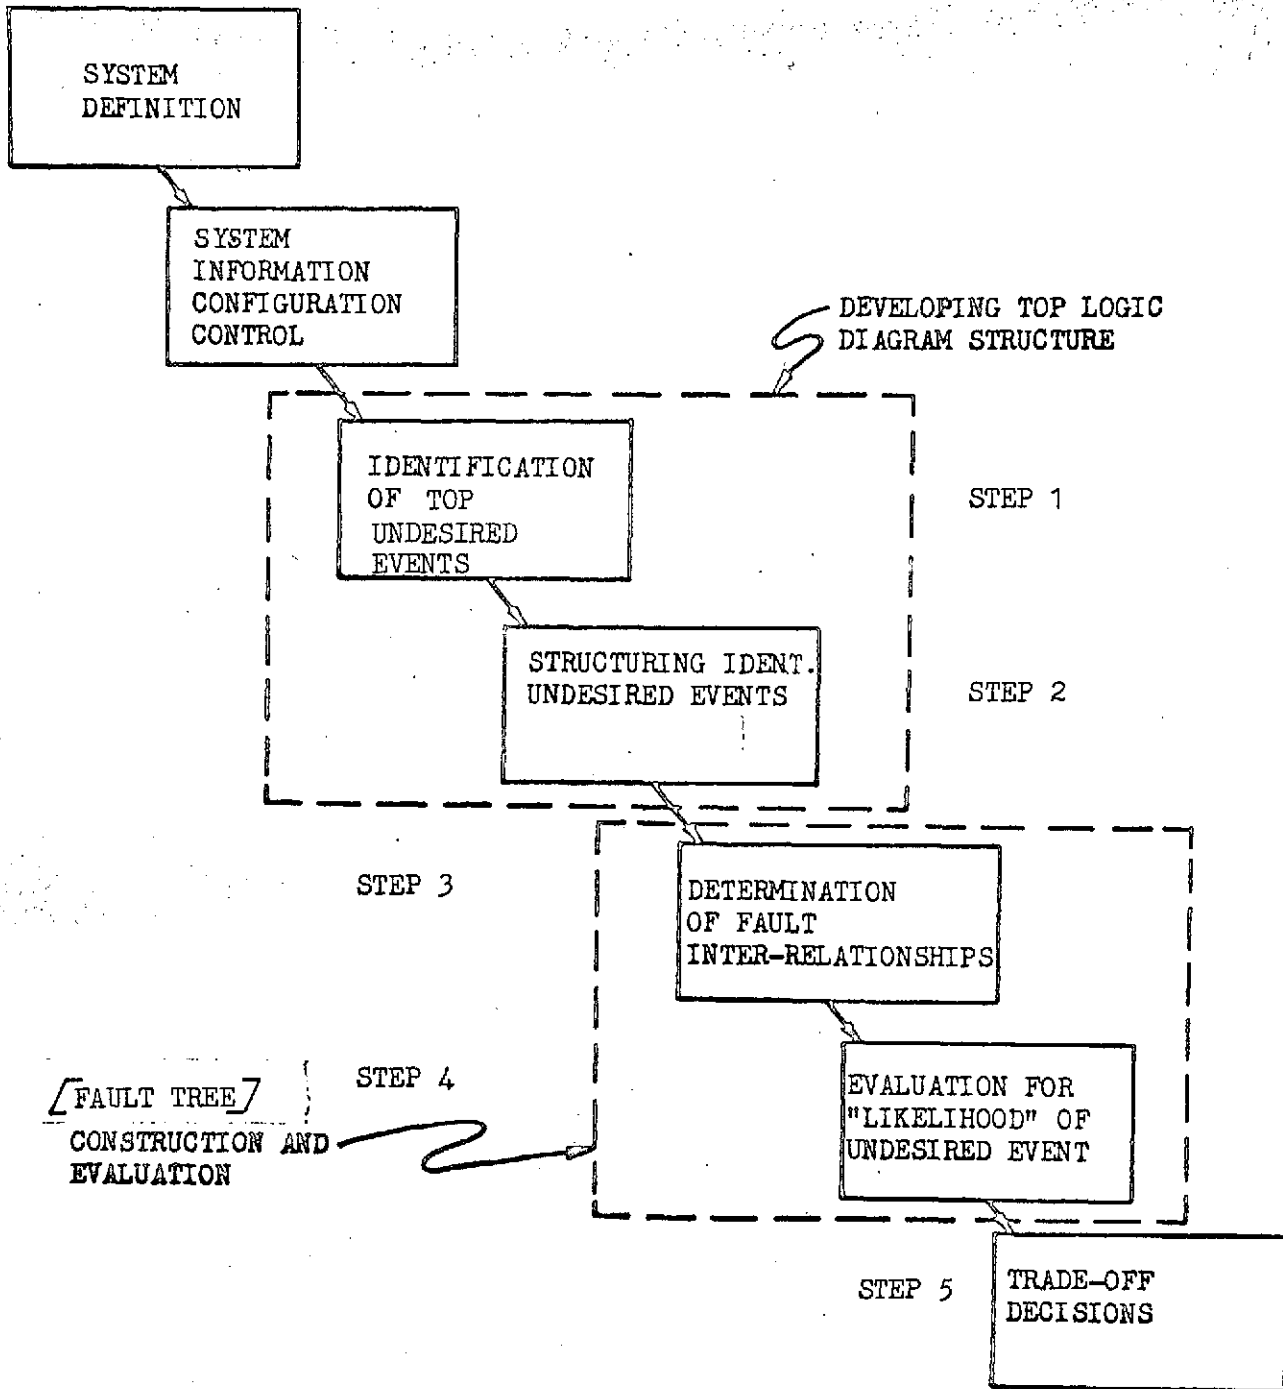 SYSTEM
DEFINITION
SYSTEM
INFORMATION
CONFIGURATION
CONTROL
DEVELOPING TOP LOGIC
DIAGRAM STRUCTURE
IDENTIFICATION
OF TOP
UNDESIRED
EVENTS
STEP 1
STRUCTURING IDENT.
UNDESIRED EVENTS
STEP 2
STEP 3
DETERMINATION
OF FAULT
INTER-RELATIONSHIPS
STEP 4
[FAULT TREE]
CONSTRUCTION AND
EVALUATION
EVALUATION FOR
"LIKELIHOOD" OF
UNDESIRED EVENT
STEP 5
TRADE-OFF
DECISIONS